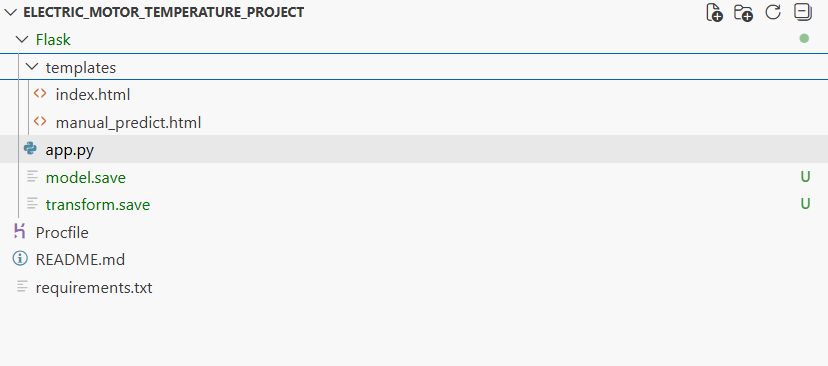 ELECTRIC_MOTOR_TEMPERATURE_PROJECT
Flask
templates
index.html
manual_predict.html
app.py
model.save U
transform.save U
Procfile
README.md
requirements.txt